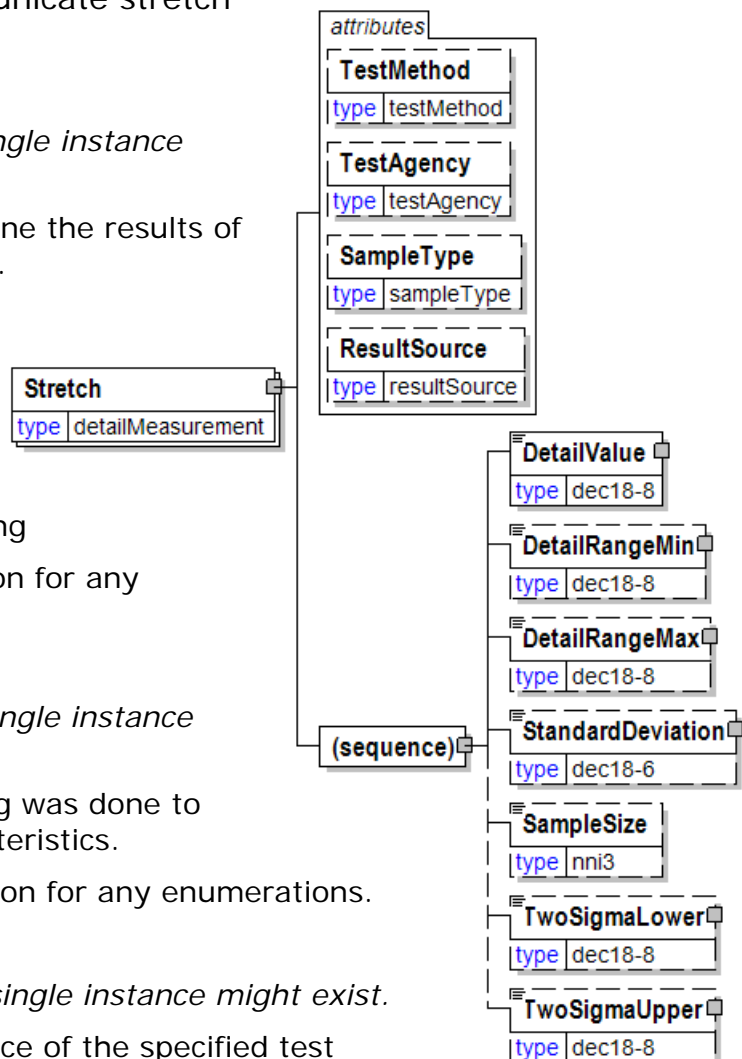 unicate stretch
ngle instance
ne the results of
.
ng
on for any
ngle instance
g was done to
teristics.
on for any enumerations.
single instance might exist.
ce of the specified test
attributes
TestMethod
type testMethod
TestAgency
type testAgency
SampleType
type sampleType
ResultSource
type resultSource
Stretch
type detailMeasurement
(sequence)
DetailValue
type dec18-8
DetailRangeMin
type dec18-8
DetailRangeMax
type dec18-8
StandardDeviation
type dec18-6
SampleSize
type nni3
TwoSigmaLower
type dec18-8
TwoSigmaUpper
type dec18-8